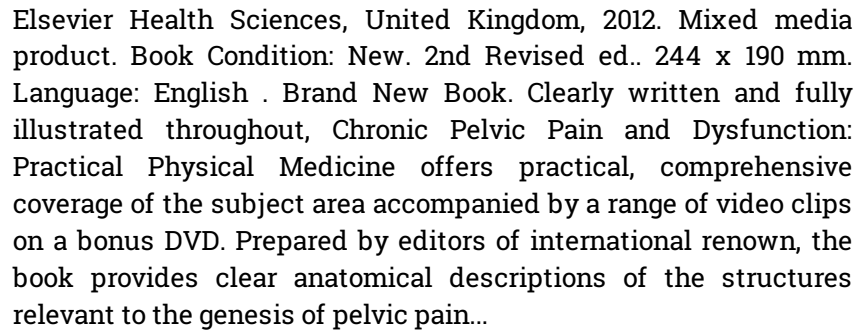 Elsevier Health Sciences, United Kingdom, 2012. Mixed media
product. Book Condition: New. 2nd Revised ed.. 244 x 190 mm.
Language: English . Brand New Book. Clearly written and fully
illustrated throughout, Chronic Pelvic Pain and Dysfunction:
Practical Physical Medicine offers practical, comprehensive
coverage of the subject area accompanied by a range of video clips
on a bonus DVD. Prepared by editors of international renown, the
book provides clear anatomical descriptions of the structures
relevant to the genesis of pelvic pain...